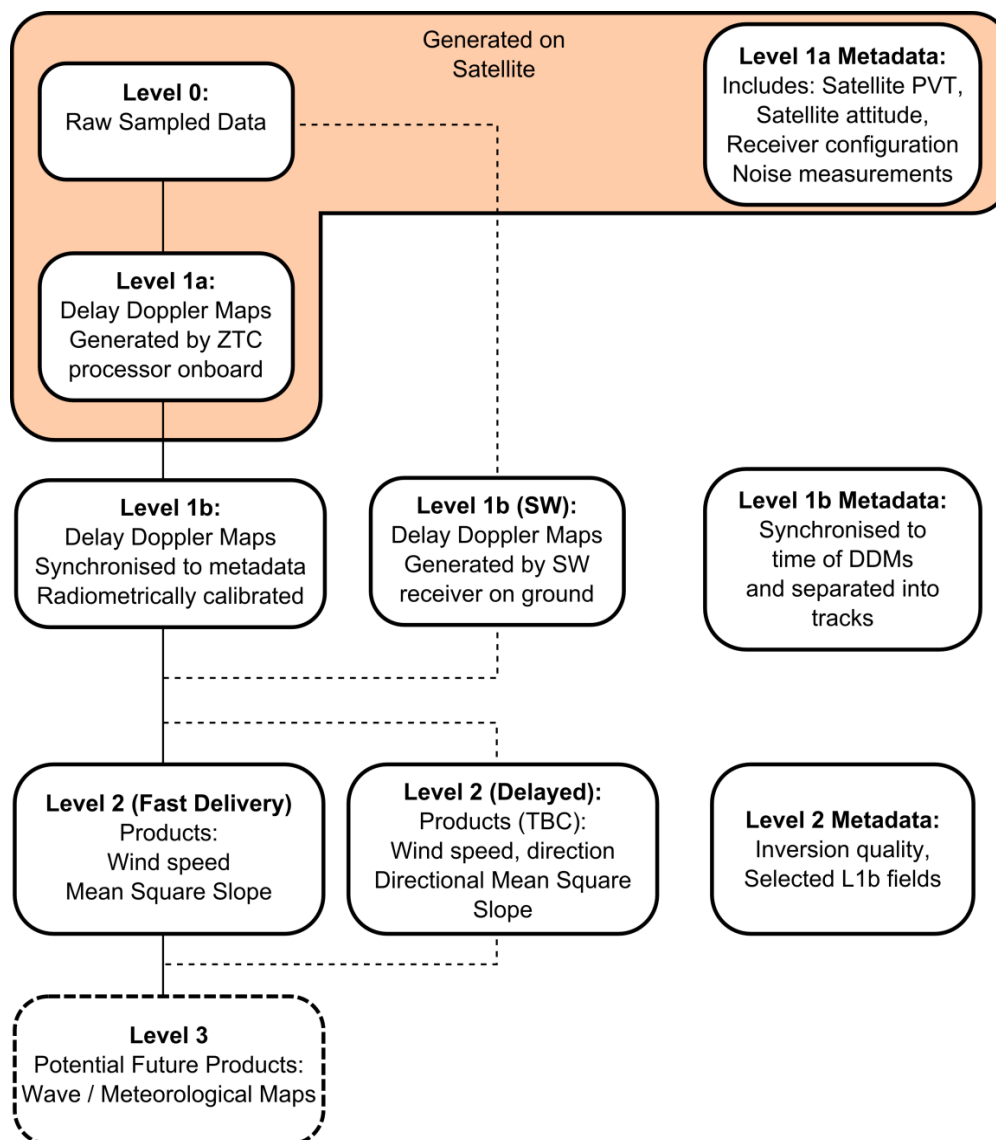 Generated on
Satellite
Level 0:
Raw Sampled Data
Level 1a Metadata:
Includes: Satellite PVT,
Satellite attitude,
Receiver configuration
Noise measurements
Level 1a:
Delay Doppler Maps
Generated by ZTC
processor onboard
Level 1b:
Delay Doppler Maps
Synchronised to metadata
Radiometrically calibrated
Level 1b (SW):
Delay Doppler Maps
Generated by SW
receiver on ground
Level 1b Metadata:
Synchronised to
time of DDMs
and separated into
tracks
Level 2 (Fast Delivery)
Products:
Wind speed
Mean Square Slope
Level 2 (Delayed):
Products (TBC):
Wind speed, direction
Directional Mean Square
Slope
Level 2 Metadata:
Inversion quality,
Selected L1b fields
Level 3
Potential Future Products:
Wave / Meteorological Maps